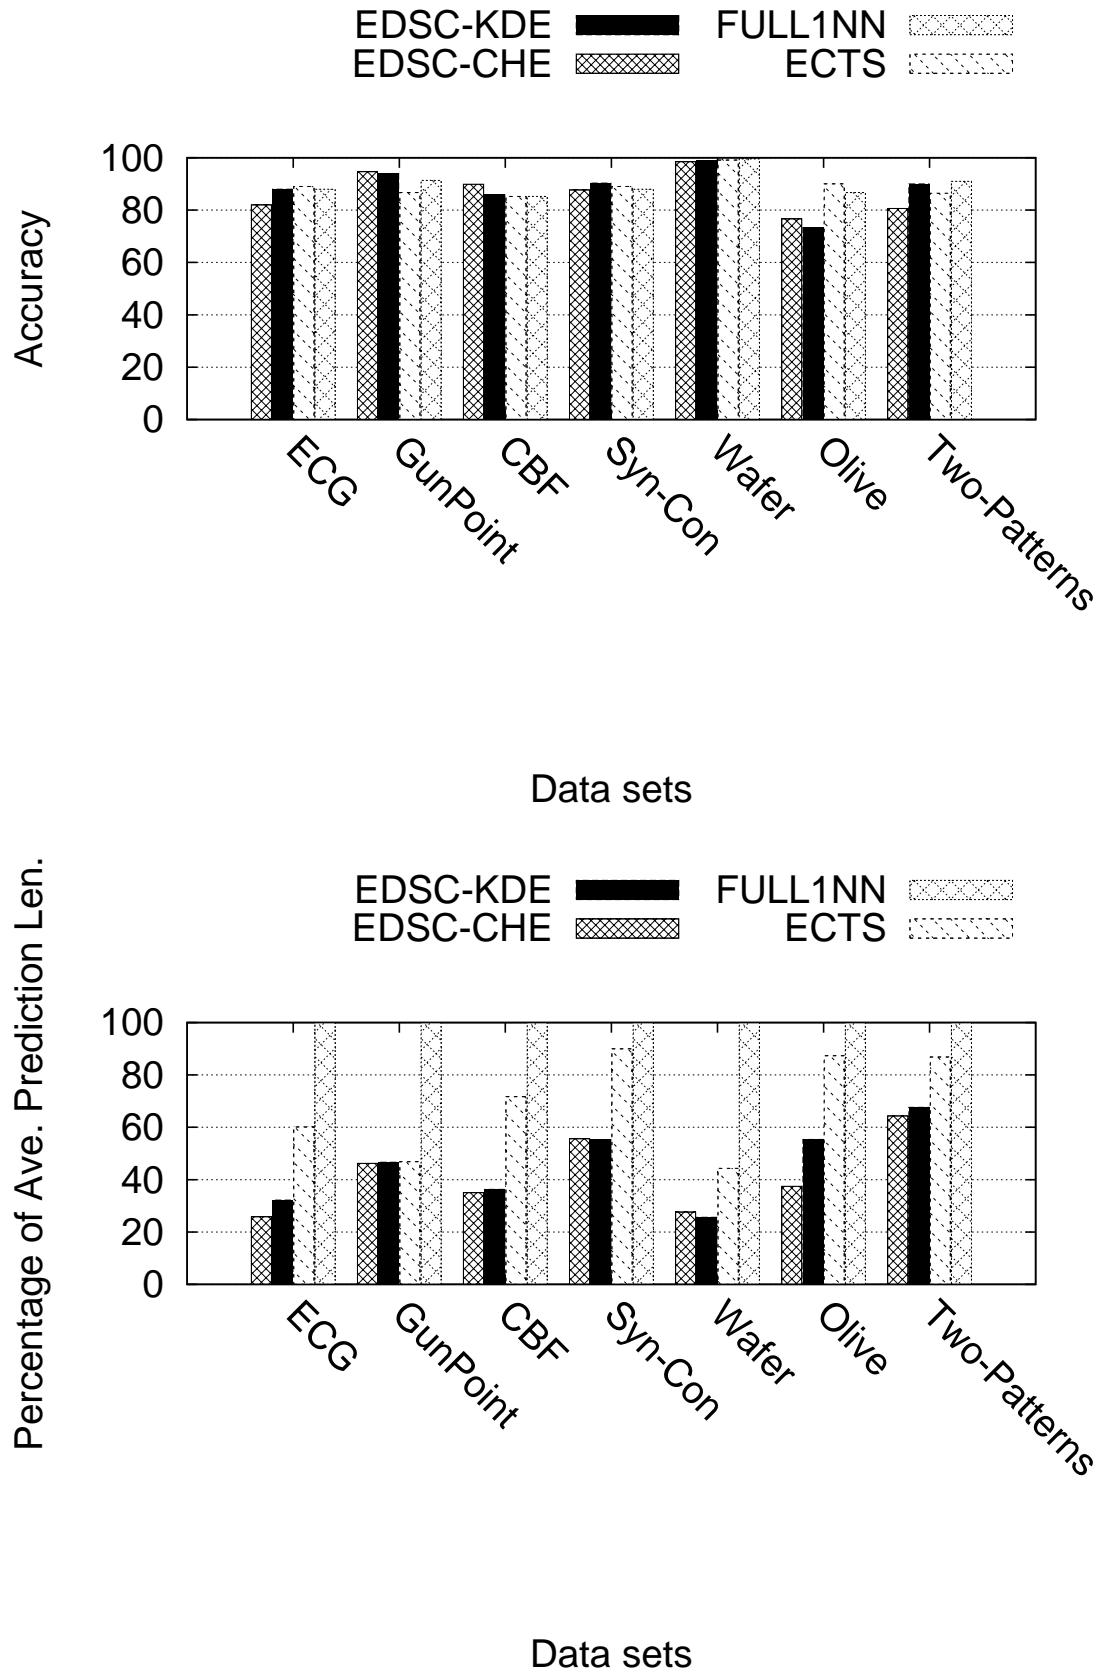 EDSC-KDE FULL1NN
EDSC-CHE ECTS
Accuracy
100
80
60
40
20
0
ECG
GunPoint
CBF
Syn-Con
Wafer
Olive
Two-Patterns
Data sets
EDSC-KDE FULL1NN
EDSC-CHE ECTS
Percentage of Ave. Prediction Len.
100
80
60
40
20
0
ECG
GunPoint
CBF
Syn-Con
Wafer
Olive
Two-Patterns
Data sets